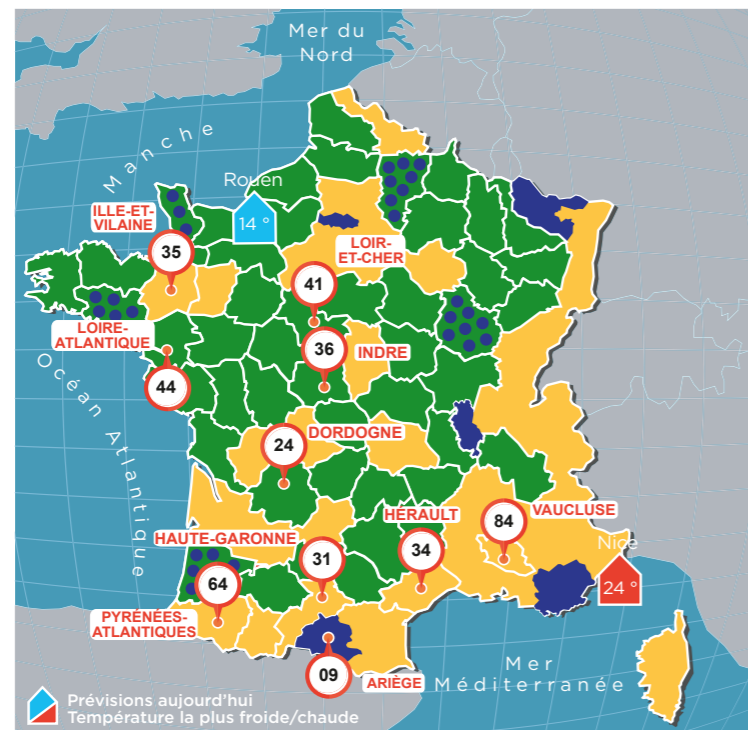 Mer du
Nord
Manche
Rouen
14 °
ILLE-ET-
VILAINE
35
LOIR-
ET-CHER
41
LOIRE-
ATLANTIQUE
44
36
INDRE
Océan Atlantique
24
DORDOGNE
HAUTE-GARONNE
31
HÉRAULT
34
84
VAUCLUSE
Nice
24 °
64
PYRÉNÉES-
ATLANTIQUES
09
ARIÈGE
Mer
Méditerranée
Prévisions aujourd'hui
Température la plus froide/chaude